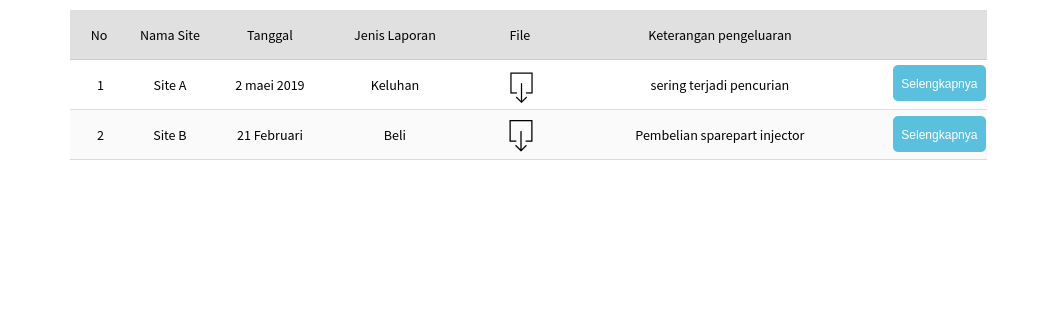 No Nama Site Tanggal Jenis Laporan File Keterangan pengeluaran
1 Site A 2 maei 2019 Keluhan sering terjadi pencurian Selengkapnya
2 Site B 21 Februari Beli Pembelian sparepart injector Selengkapnya